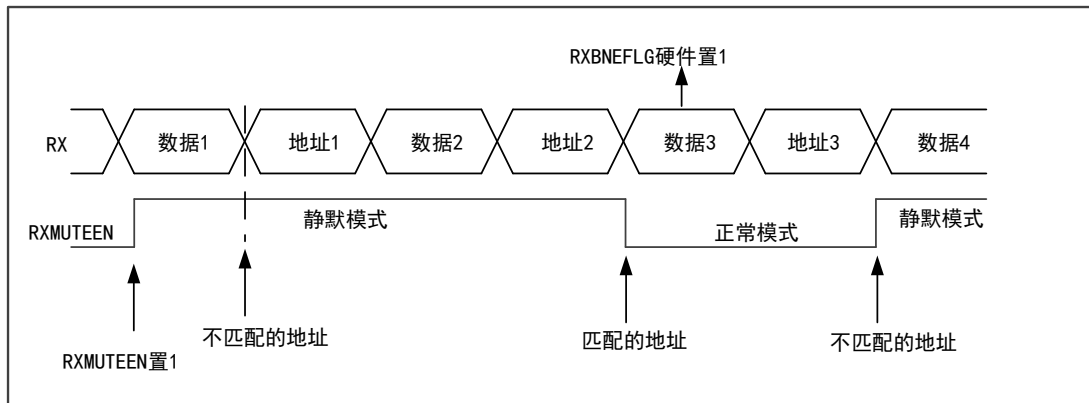 RXBNEFLG硬件置1
RX 数据1 地址1 数据2 地址2 数据3 地址3 数据4
RXMUTEEN 静默模式 正常模式 静默模式
不匹配的地址 匹配的地址 不匹配的地址
RXMUTEEN置1